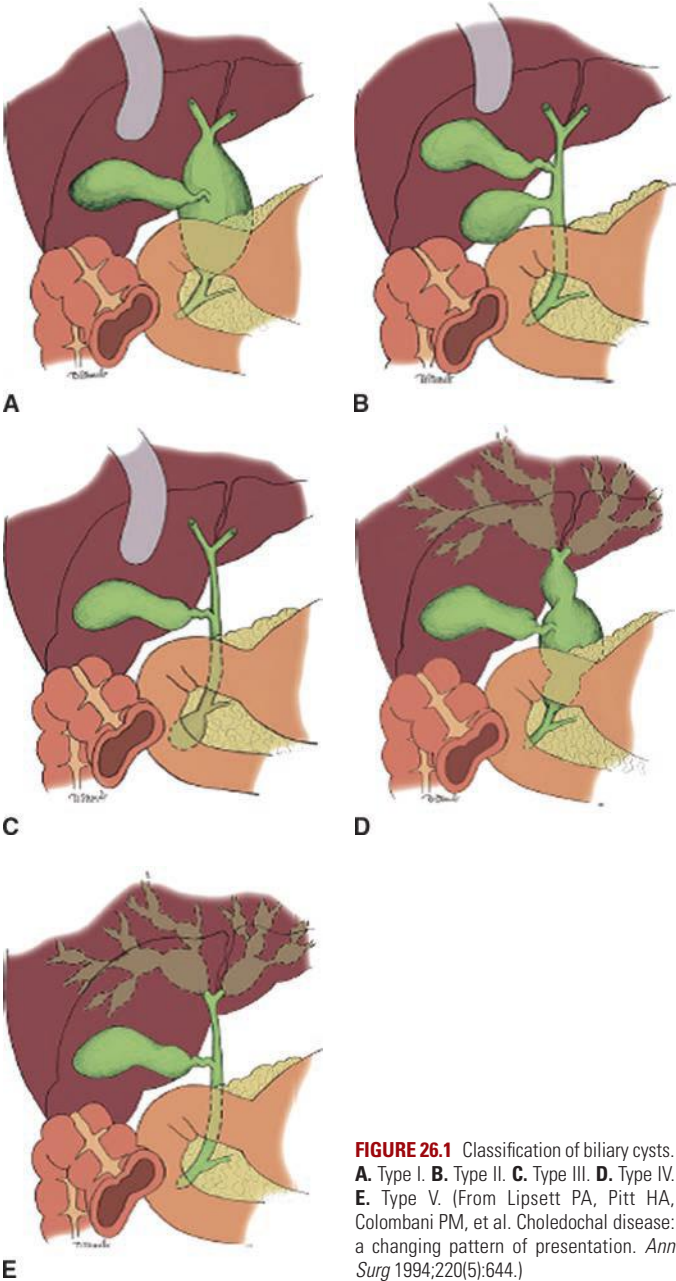 A
B
C
D
E
FIGURE 26.1 Classification of biliary cysts.
A. Type I. B. Type II. C. Type III. D. Type IV.
E. Type V. (From Lipsett PA, Pitt HA,
Colombani PM, et al. Choledochal disease:
a changing pattern of presentation. Ann
Surg 1994;220(5):644.)